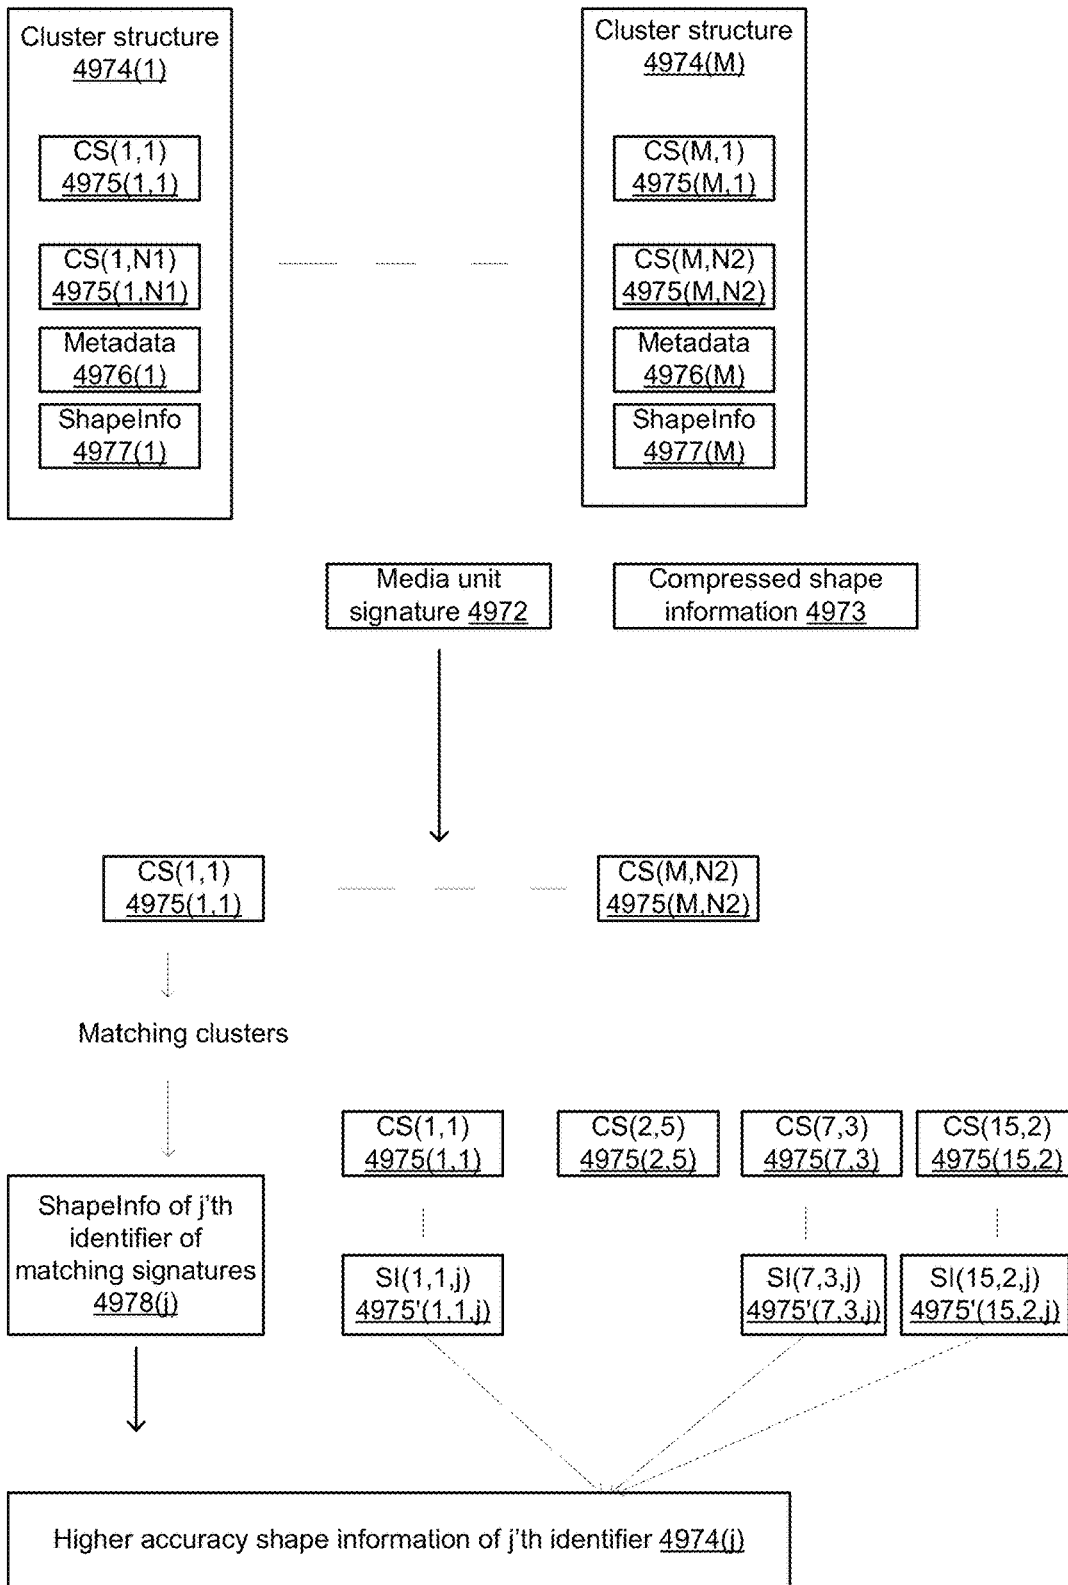 Cluster structure
4974(1)
CS(1,1)
4975(1,1)
CS(1,N1)
4975(1,N1)
Metadata
4976(1)
ShapeInfo
4977(1)
Cluster structure
4974(M)
CS(M,1)
4975(M,1)
CS(M,N2)
4975(M,N2)
Metadata
4976(M)
ShapeInfo
4977(M)
Media unit
signature 4972
Compressed shape
information 4973
CS(1,1)
4975(1,1)
CS(M,N2)
4975(M,N2)
Matching clusters
ShapeInfo of j'th
identifier of
matching signatures
4978(j)
CS(1,1)
4975(1,1)
CS(2,5)
4975(2,5)
CS(7,3)
4975(7,3)
CS(15,2)
4975(15,2)
SI(1,1,j)
4975'(1,1,j)
SI(7,3,j)
4975'(7,3,j)
SI(15,2,j)
4975'(15,2,j)
Higher accuracy shape information of j'th identifier 4974(j)